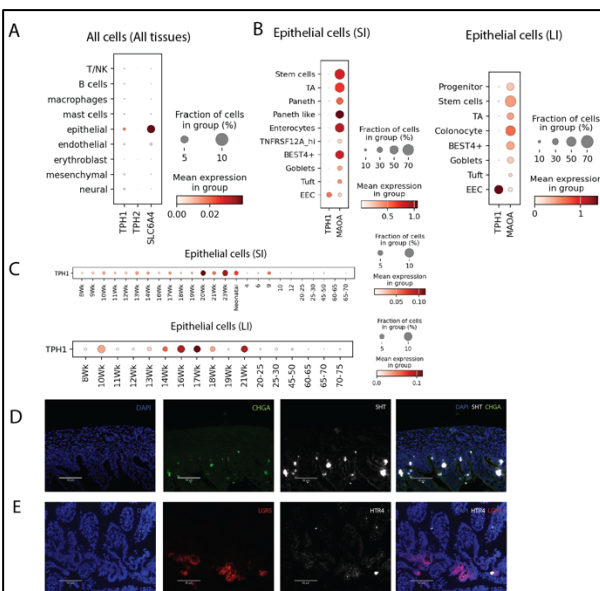 A
All cells (All tissues)
T/NK
B cells
macrophages
mast cells
epithelial
endothelial
erythroblast
mesenchymal
neural
TPH1
TPH2
SLC6A4
Fraction of cells
in group (%)
5 10
Mean expression
in group
0.00 0.02
B
Epithelial cells (SI)
Stem cells
TA
Paneth
Paneth like
Enterocytes
TNFRSF12A_hi
BEST4+
Goblets
Tuft
EEC
TPH1
MAOA
Fraction of cells
in group (%)
10 30 50 70
Mean expression
in group
0.0 0.5 1.0
Epithelial cells (LI)
Progenitor
Stem cells
TA
Colonocyte
BEST4+
Goblets
Tuft
EEC
TPH1
MAOA
Fraction of cells
in group (%)
10 30 50 70
Mean expression
in group
0 1
C
Epithelial cells (SI)
TPH1
8Wk 9Wk 10Wk 11Wk 12Wk 13Wk 14Wk 15Wk 16Wk 17Wk 18Wk 19Wk 20Wk 21Wk 22Wk Neonatal 4 6 9 10 12 20-25 25-30 45-50 60-65 65-70
Fraction of cells
in group (%)
5 10
Mean expression
in group
0.00 0.05 0.10
Epithelial cells (LI)
TPH1
8Wk 10Wk 11Wk 12Wk 13Wk 14Wk 16Wk 17Wk 18Wk 19Wk 21Wk 20-25 25-30 45-50 60-65 65-70 70-75
Fraction of cells
in group (%)
5 10
Mean expression
in group
0.0 0.1
D
DAPI
CHGA
5HT
DAPI 5HT CHGA
E
LGR5
HTR4
DAPI HTR4 LGR5